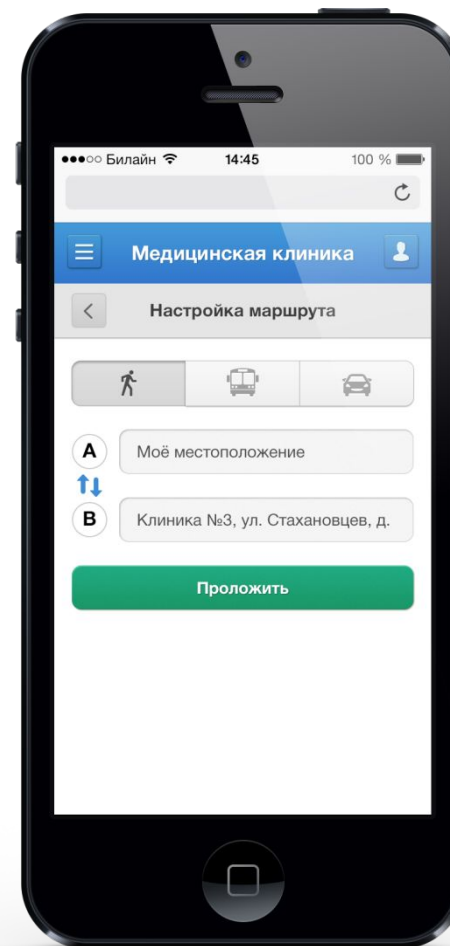 Билайн 14:45 100 %
Медицинская клиника
Настройка маршрута
A Моё местоположение
B Клиника №3, ул. Стахановцев, д.
Проложить